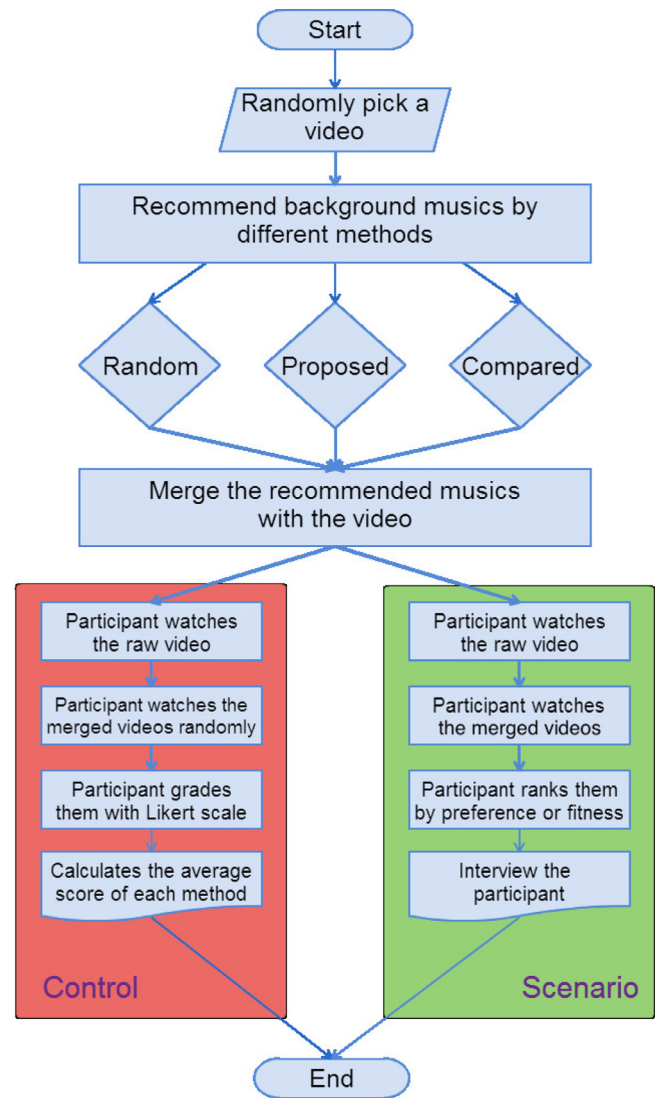 Start
Randomly pick a
video
Recommend background musics by
different methods
Random
Proposed
Compared
Merge the recommended musics
with the video
Participant watches
the raw video
Participant watches the
merged videos randomly
Participant grades
them with Likert scale
Calculates the average
score of each method
Control
Participant watches
the raw video
Participant watches
the merged videos
Participant ranks them
by preference or fitness
Interview the
participant
Scenario
End